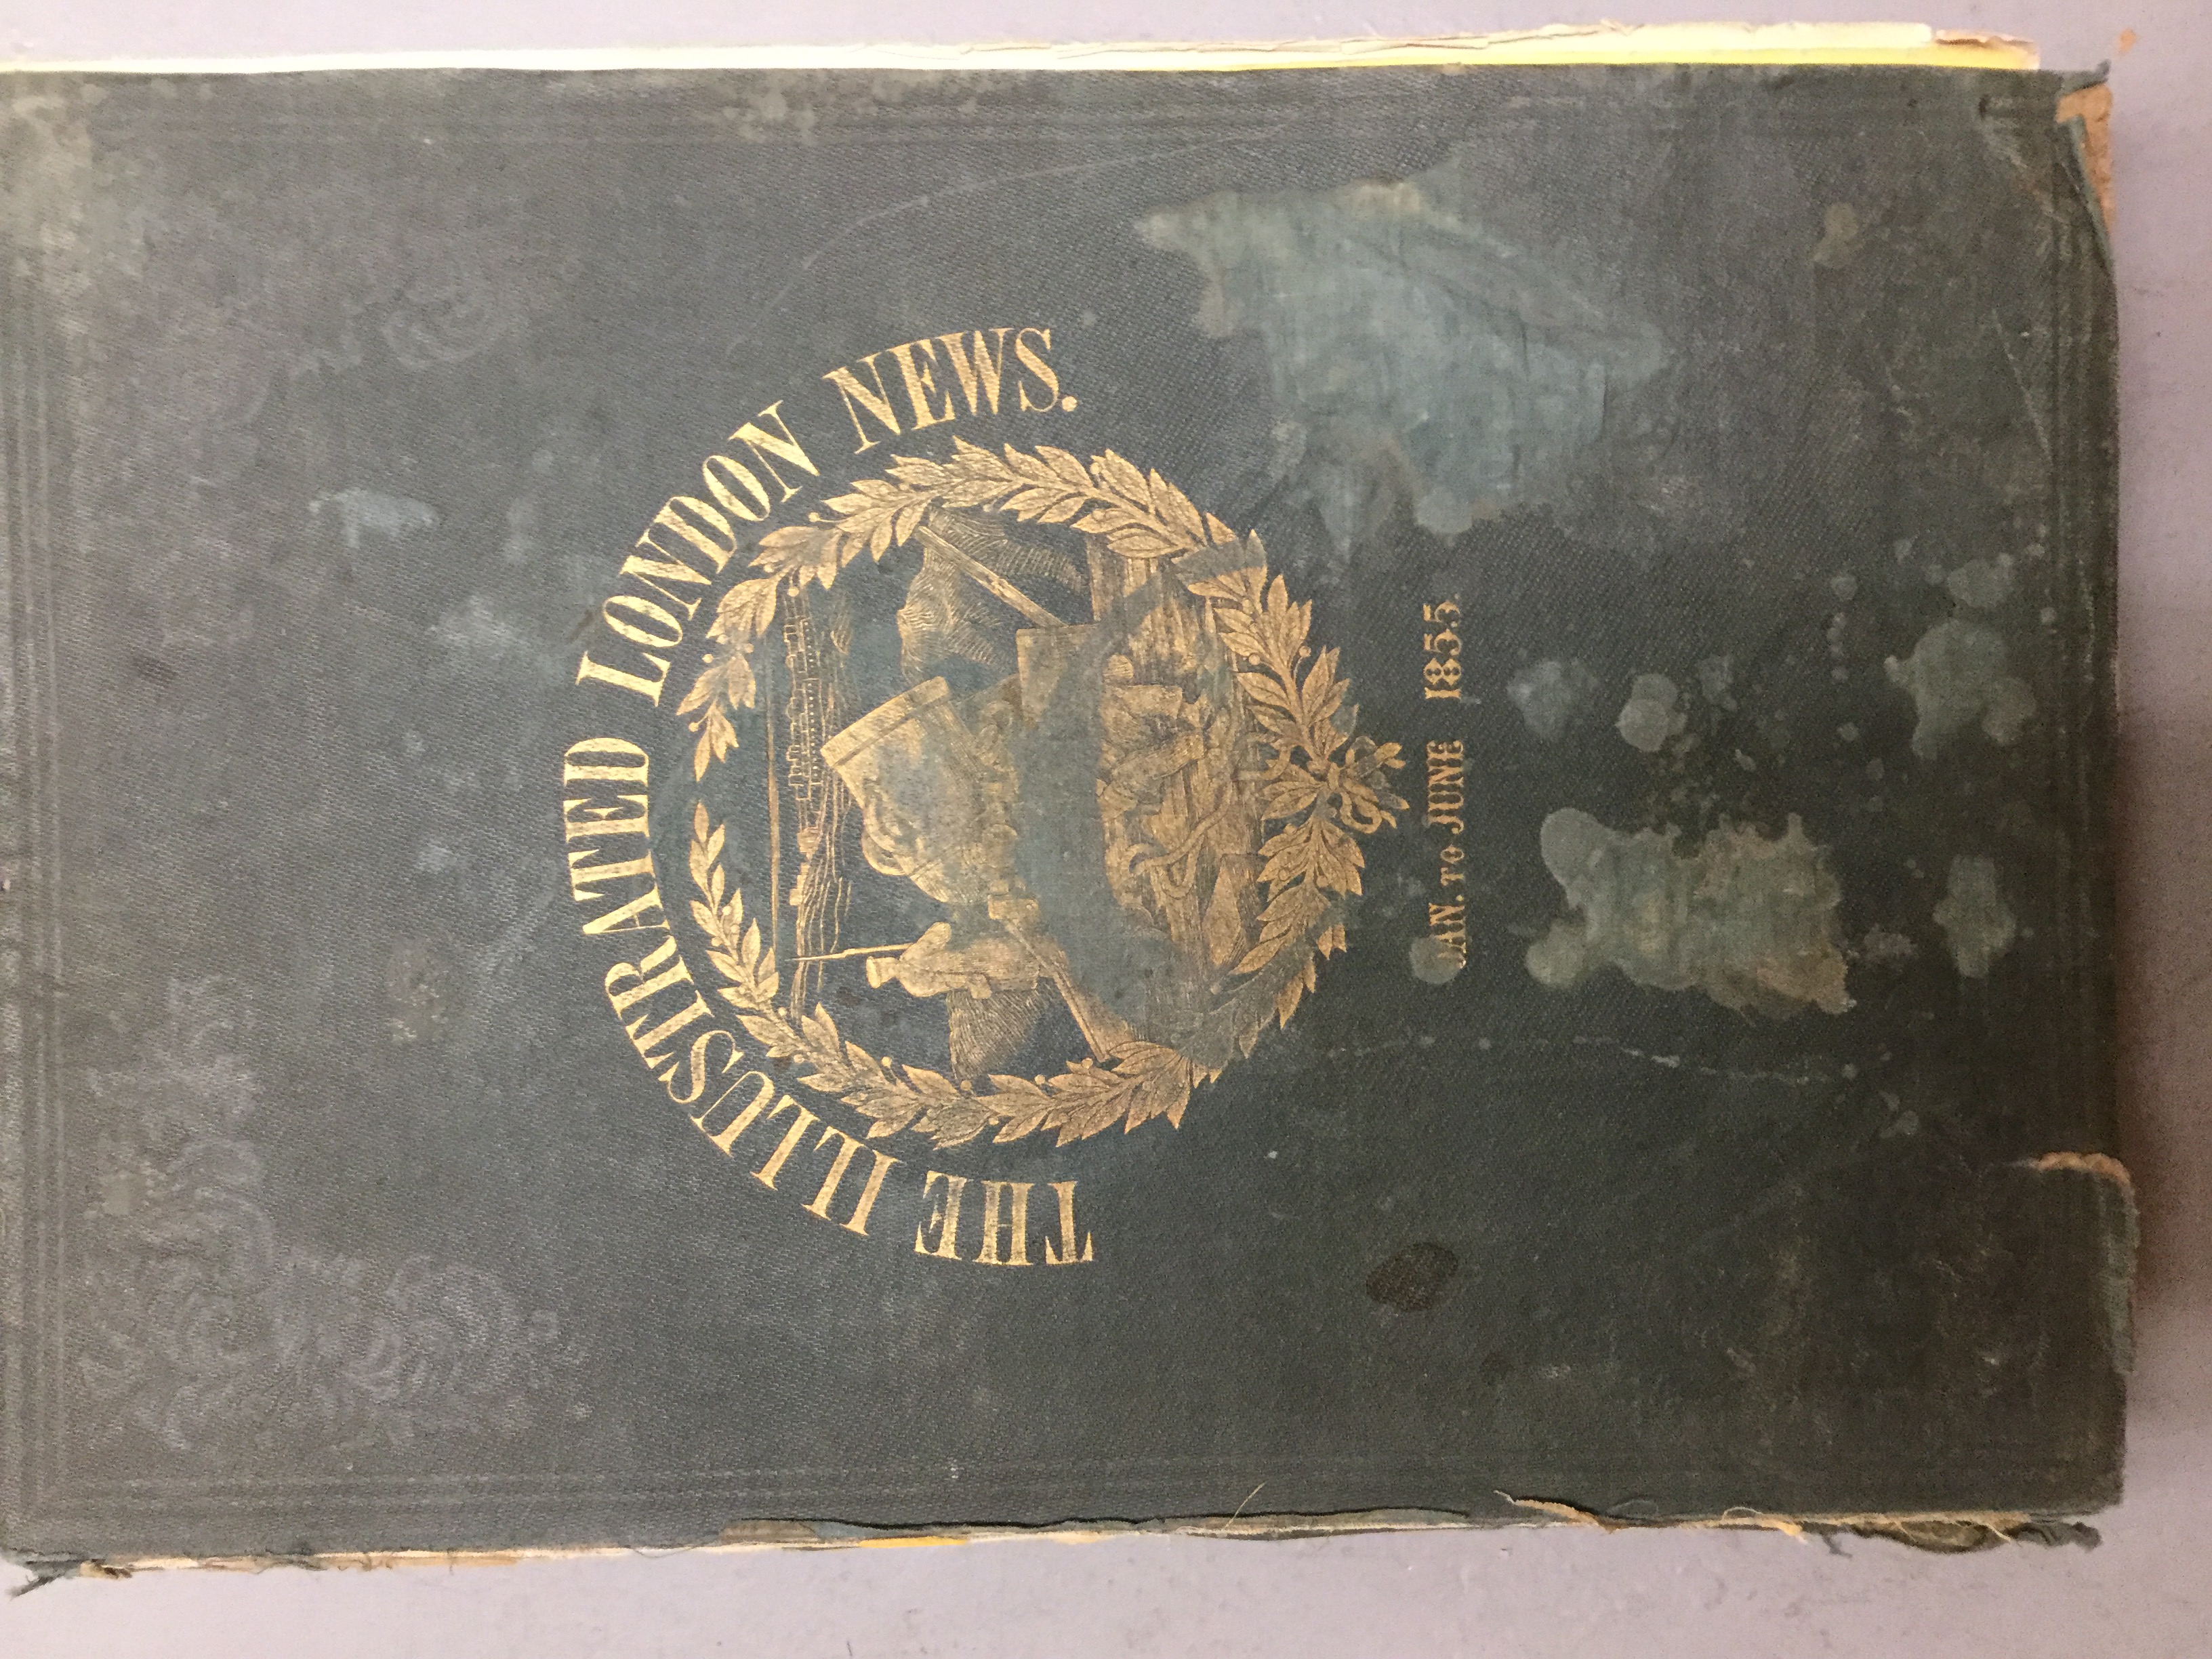 THE ILLUSTRATED LONDON NEWS.
JAN. TO JUNE 1855.